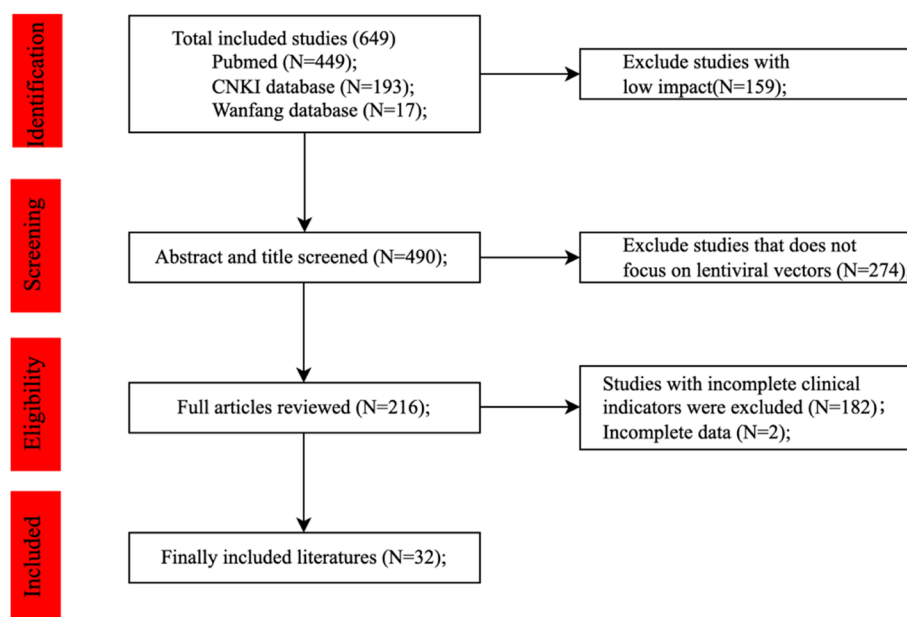 Identification
Total included studies (649)
Pubmed (N=449);
CNKI database (N=193);
Wanfang database (N=17);
Exclude studies with
low impact(N=159);
Screening
Abstract and title screened (N=490);
Exclude studies that does not
focus on lentiviral vectors (N=274);
Eligibility
Full articles reviewed (N=216);
Studies with incomplete clinical
indicators were excluded (N=182);
Incomplete data (N=2);
Included
Finally included literatures (N=32);